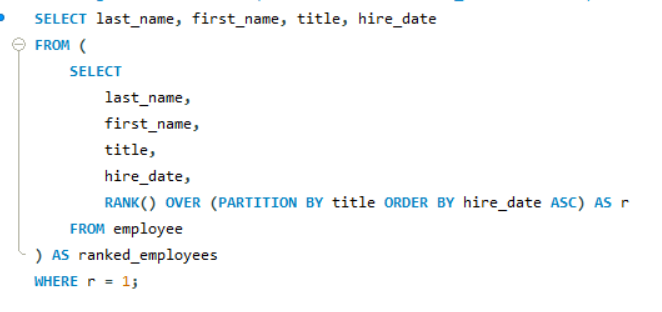 SELECT last_name, first_name, title, hire_date
FROM (
SELECT
last_name,
first_name,
title,
hire_date,
RANK() OVER (PARTITION BY title ORDER BY hire_date ASC) AS r
FROM employee
) AS ranked_employees
WHERE r = 1;